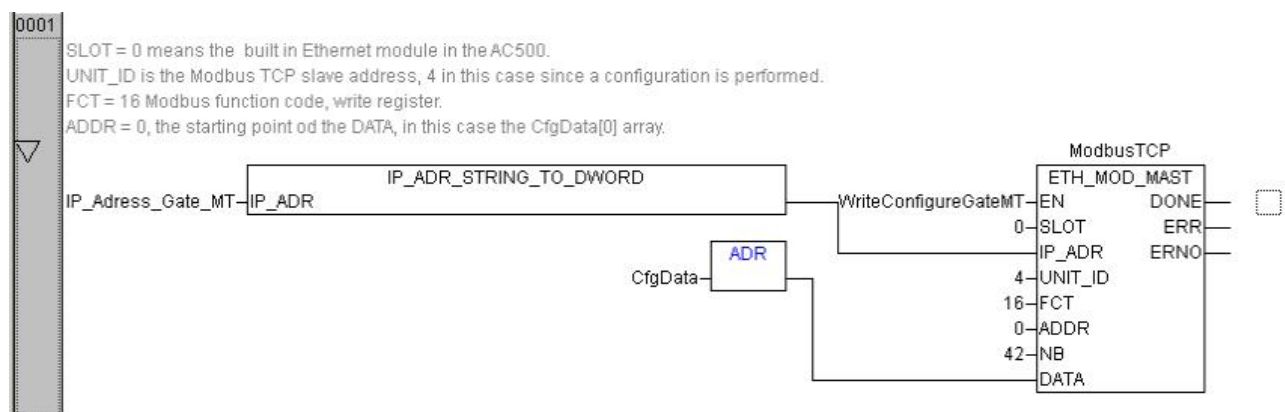 0001
SLOT = 0 means the  built in Ethernet module in the AC500.
UNIT_ID is the Modbus TCP slave address, 4 in this case since a configuration is performed.
FCT = 16 Modbus function code, write register.
ADDR = 0, the starting point od the DATA, in this case the CfgData[0] array.
ModbusTCP
IP_ADR_STRING_TO_DWORD
ETH_MOD_MAST
IP_Adress_Gate_MT IP_ADR
WriteConfigureGateMT EN DONE
0 SLOT ERR
IP_ADR ERNO
ADR
CfgData
4 UNIT_ID
16 FCT
0 ADDR
42 NB
DATA